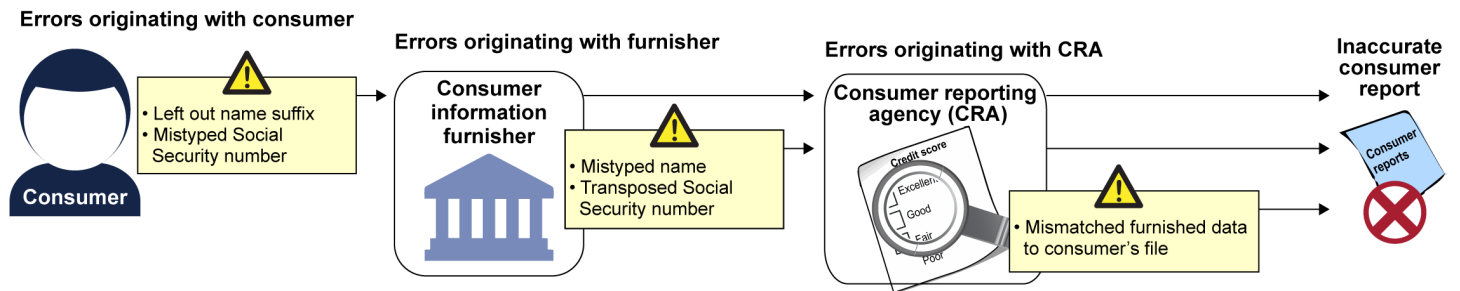 Errors originating with consumer
Consumer
!
• Left out name suffix
• Mistyped Social
Security number
Errors originating with furnisher
Consumer
information
furnisher
!
• Mistyped name
• Transposed Social
Security number
Errors originating with CRA
Consumer reporting
agency (CRA)
Credit score
Excellent
Good
Fair
Poor
!
• Mismatched furnished data
to consumer’s file
Inaccurate
consumer
report
Consumer
reports